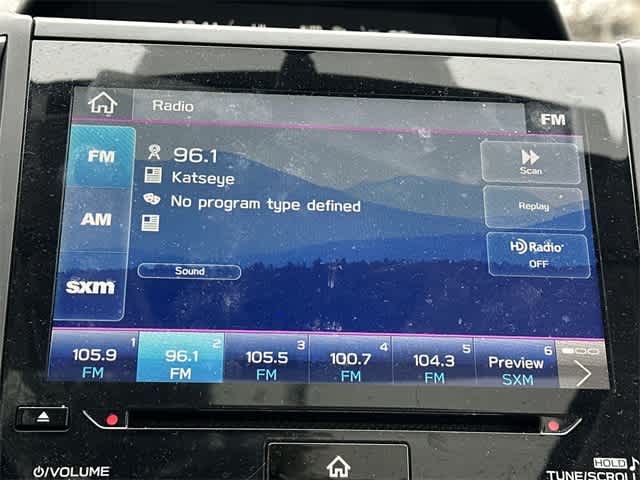 Radio
FM
FM
96.1
Scan
Katseye
No program type defined
Replay
AM
HD Radio
OFF
Sound
sxm
105.9 1
FM
96.1 2
FM
105.5 3
FM
100.7 4
FM
104.3 5
FM
Preview 6
SXM
VOLUME
HOLD
TUNE/SCROLL